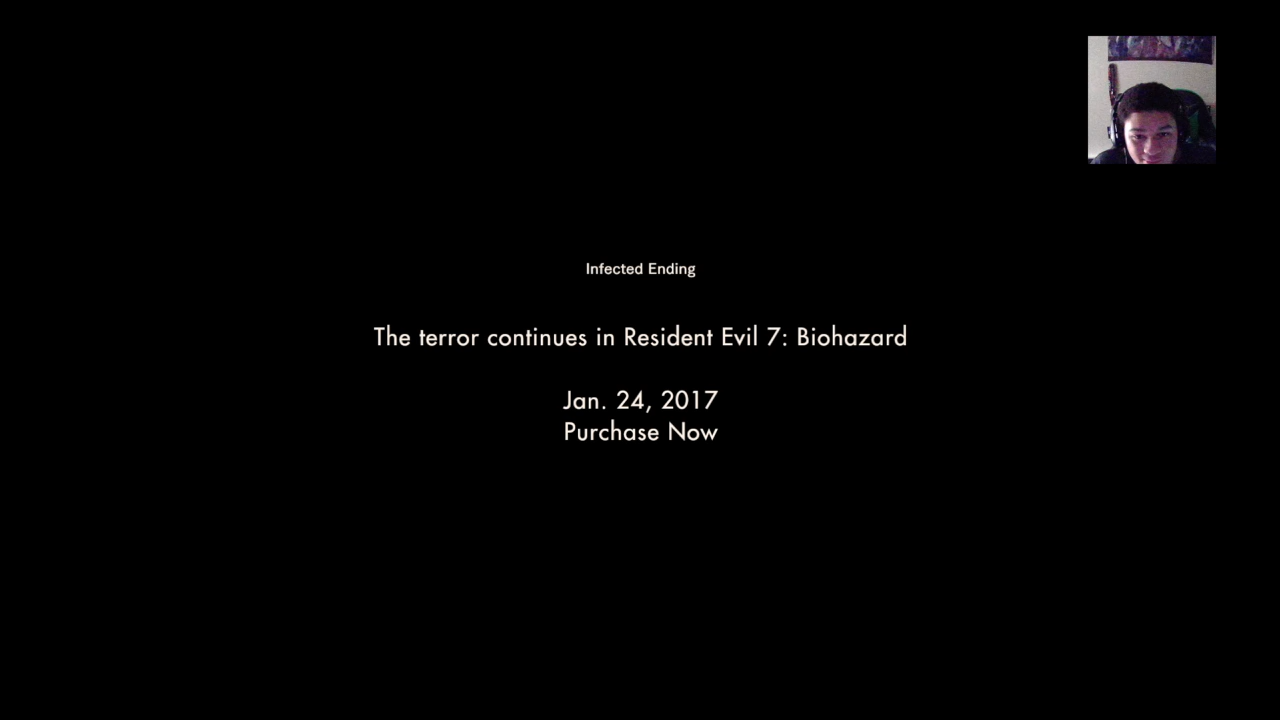 Infected Ending
The terror continues in Resident Evil 7: Biohazard
Jan. 24, 2017
Purchase Now